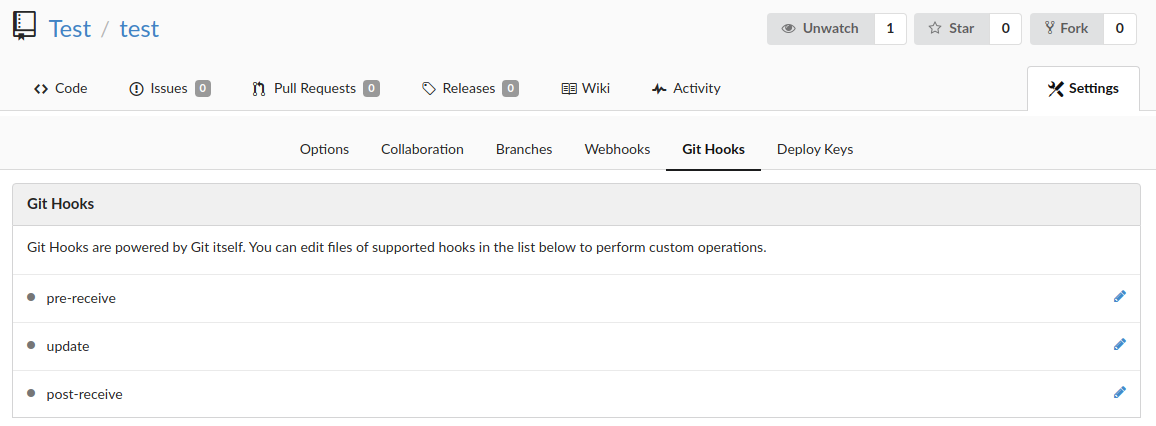 Test / test Unwatch 1 Star 0 Fork 0
Code Issues 0 Pull Requests 0 Releases 0 Wiki Activity Settings
Options Collaboration Branches Webhooks Git Hooks Deploy Keys
Git Hooks
Git Hooks are powered by Git itself. You can edit files of supported hooks in the list below to perform custom operations.
pre-receive
update
post-receive